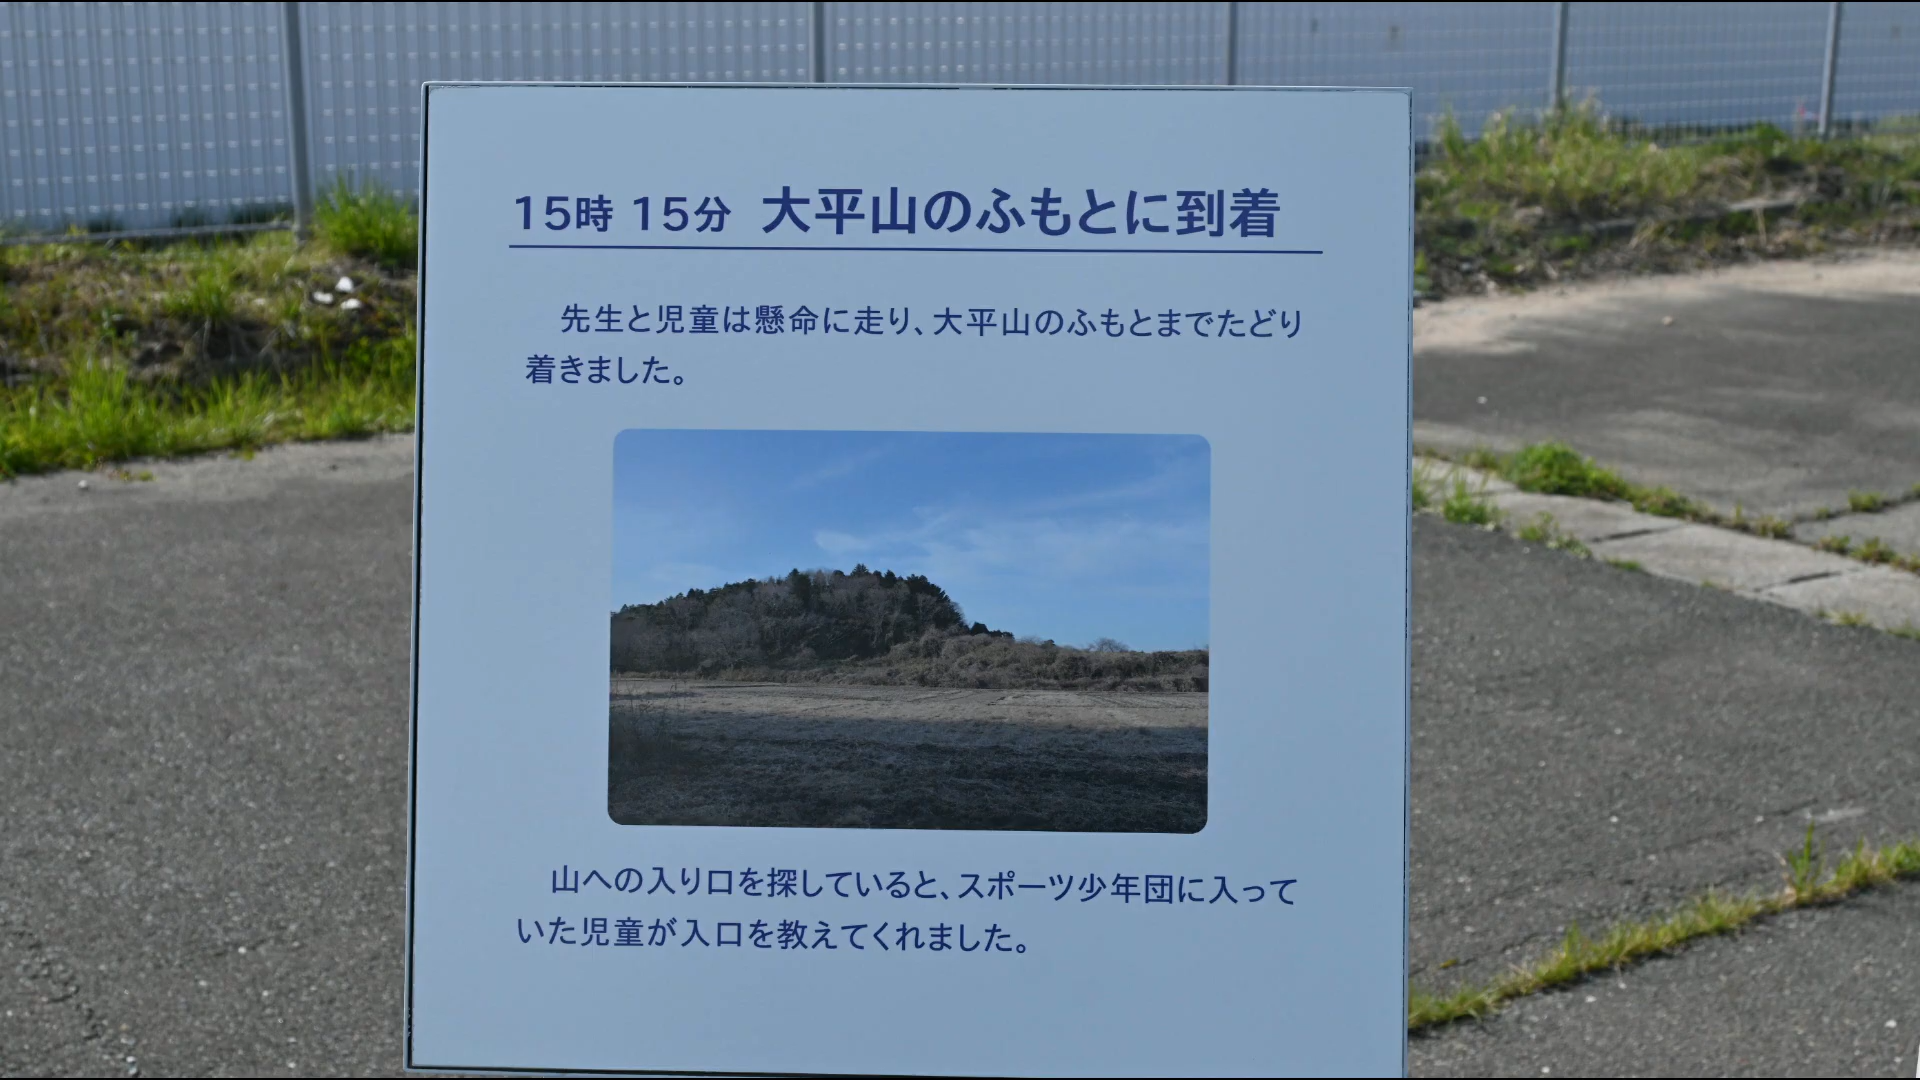 15時15分 大平山のふもとに到着
先生と児童は懸命に走り、大平山のふもとまでたどり
着きました。
山への入り口を探していると、スポーツ少年団に入って
いた児童が入口を教えてくれました。